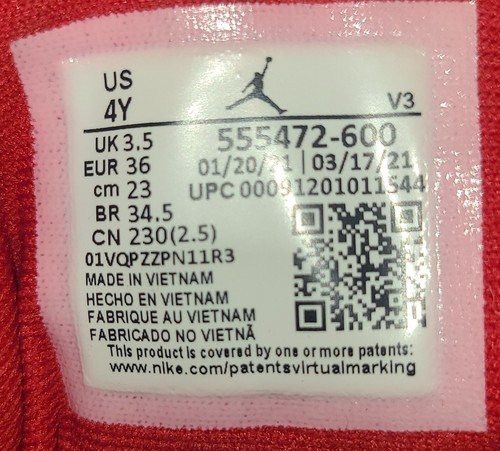 US
4Y
V3
UK 3.5
555472-600
EUR 36
01/20/21 | 03/17/21
cm 23
UPC 00091201011544
BR 34.5
CN 230(2.5)
01VQPZZPN11R3
MADE IN VIETNAM
HECHO EN VIETNAM
FABRIQUE AU VIETNAM
FABRICADO NO VIETNÃ
This product is covered by one or more patents:
www.nike.com/patentsvirtualmarking